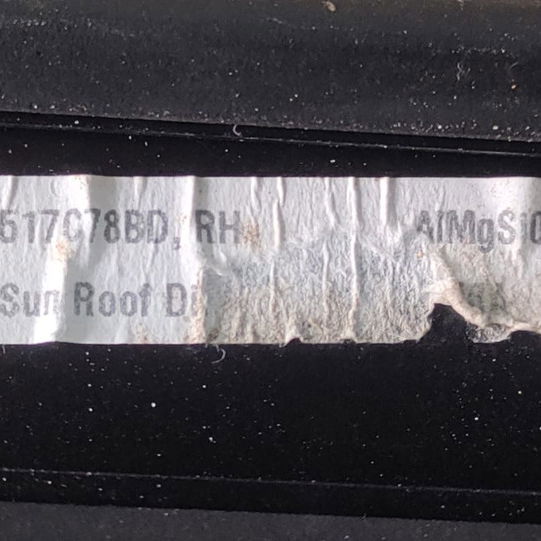 517C78BD, RH AlMgSi0
Sun Roof Di